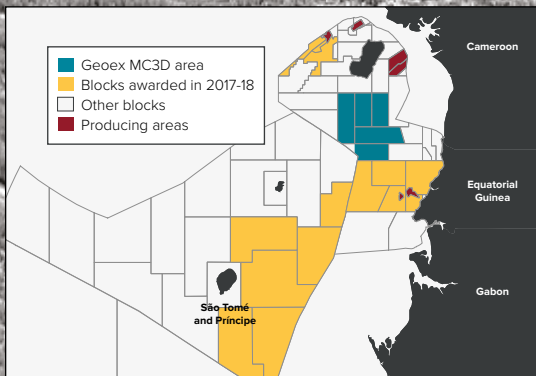 Geoex MC3D area
Blocks awarded in 2017-18
Other blocks
Producing areas
Cameroon
Equatorial
Guinea
Gabon
São Tomé
and Príncipe